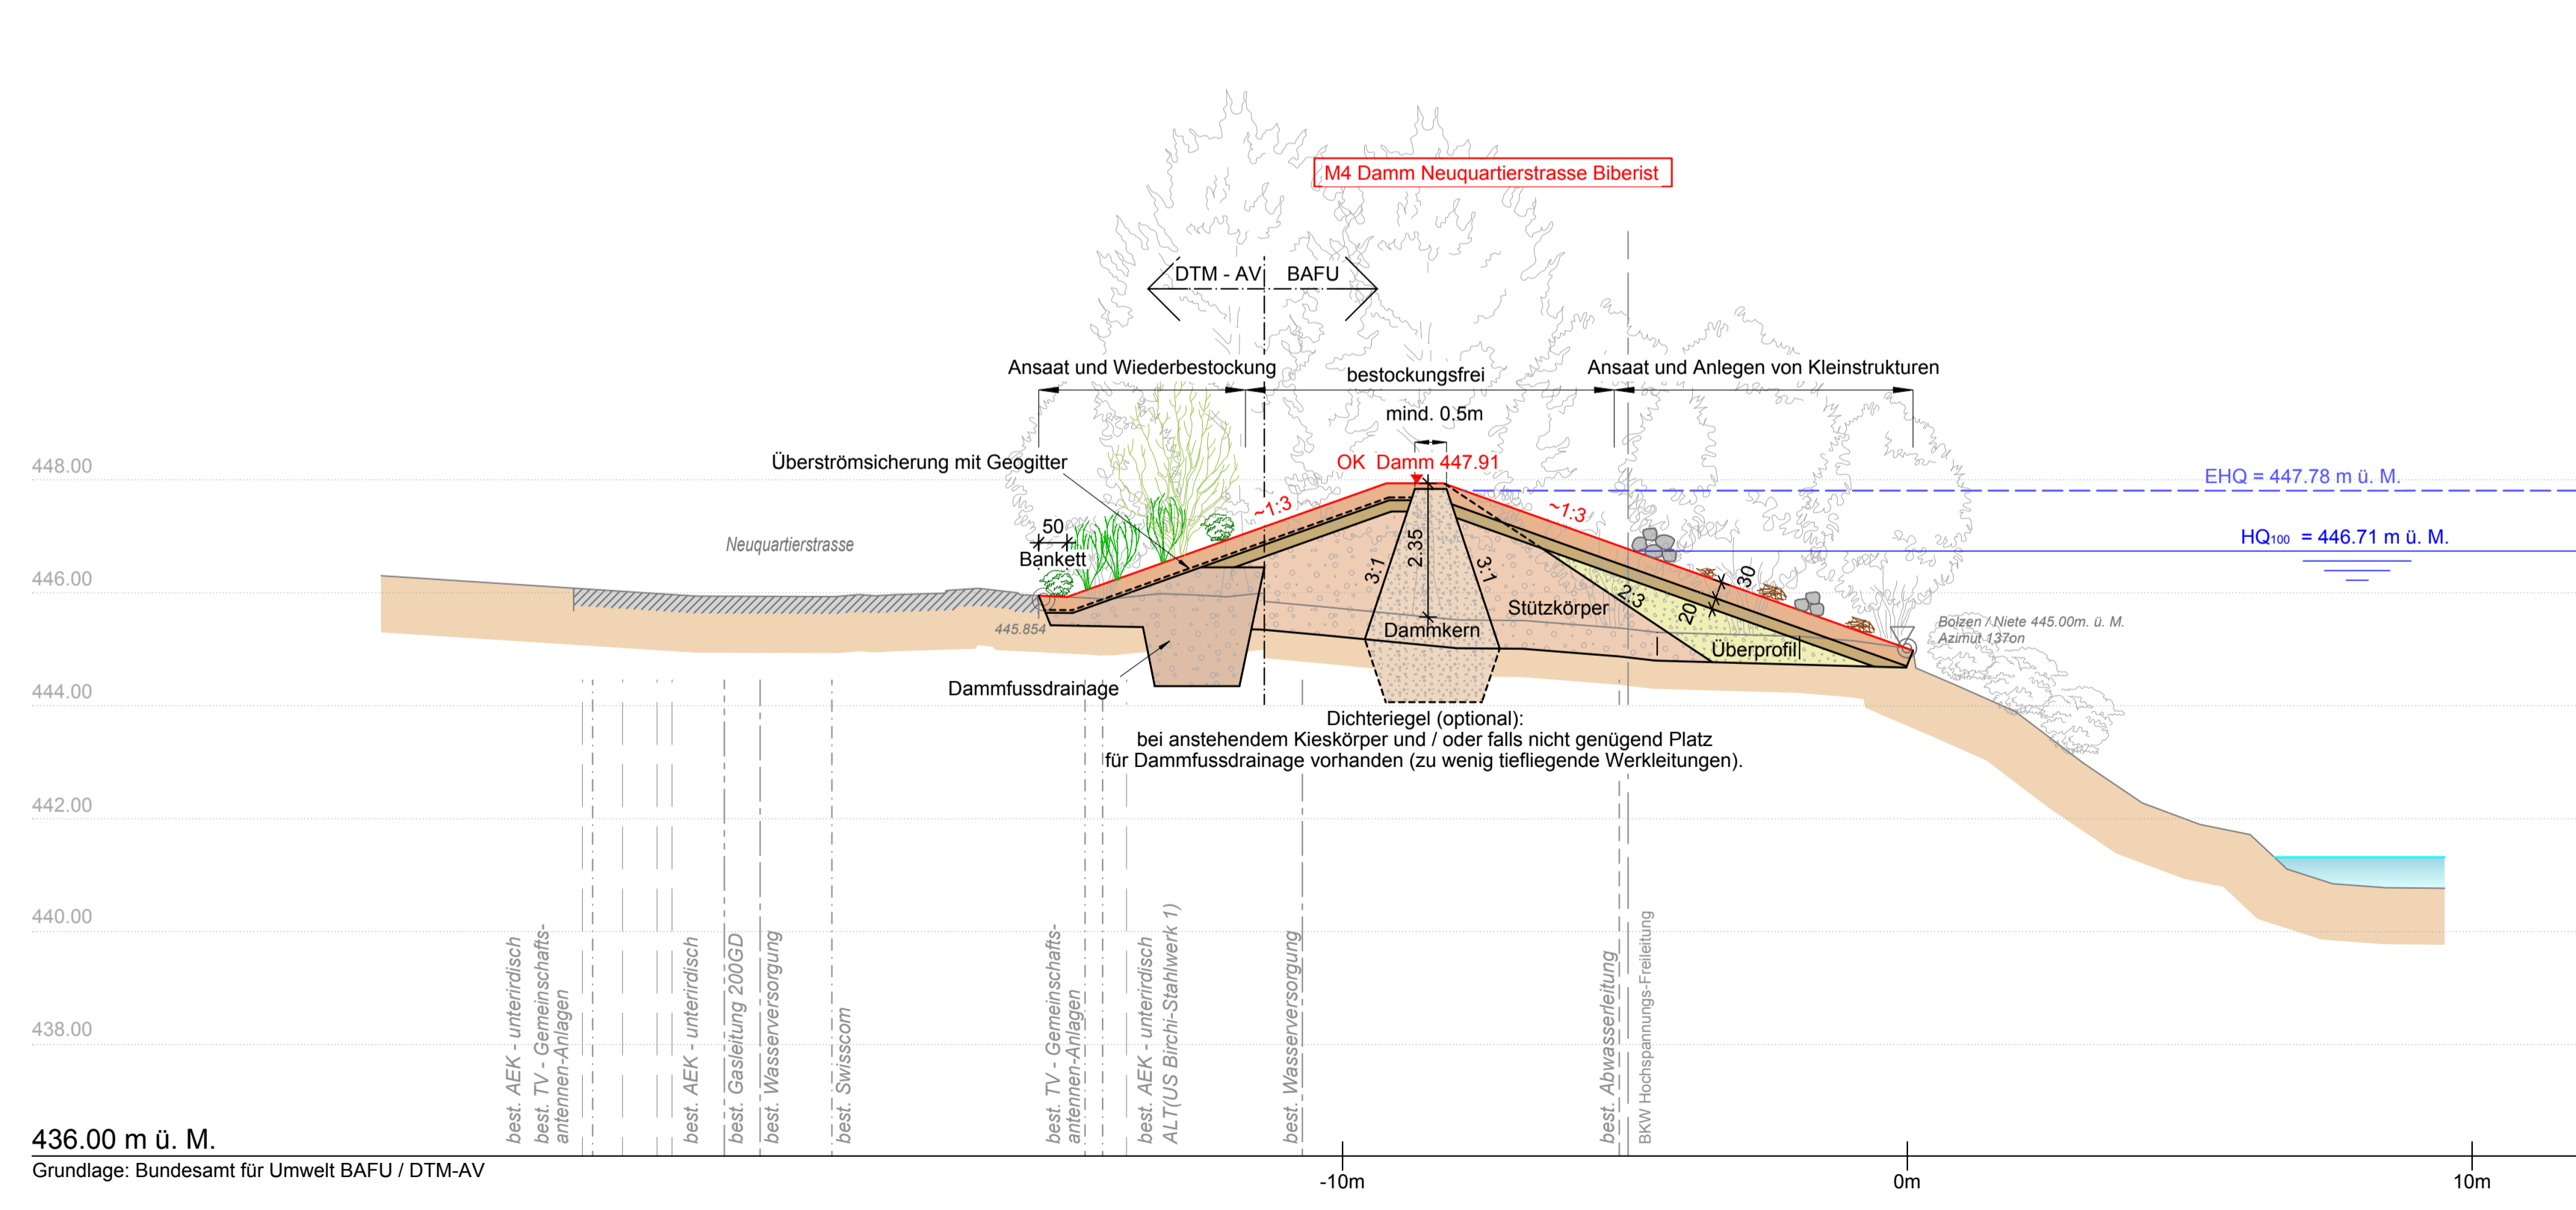 M4 Damm Neuquartierstrasse Biberist
DTM - AV
BAFU
Ansaat und Wiederbestockung
bestockungsfrei
Ansaat und Anlegen von Kleinstrukturen
mind. 0.5m
Überströmsicherung mit Geogitter
OK Damm 447.91
448.00
EHQ = 447.78 m ü. M.
~1:3
~1:3
50
Bankett
Neuquartierstrasse
HQ100 = 446.71 m ü. M.
446.00
2.35
3:1
3:1
2:3
30
20
Stützkörper
Dammkern
Überprofil
445.854
Bolzen / Niete 445.00m. ü. M.
Azimut 137on
Dammfussdrainage
444.00
Dichteriegel (optional):
bei anstehendem Kieskörper und / oder falls nicht genügend Platz
für Dammfussdrainage vorhanden (zu wenig tiefliegende Werkleitungen).
442.00
440.00
438.00
best. AEK - unterirdisch
best. TV - Gemeinschafts-
antennen-Anlagen
best. AEK - unterirdisch
best. Gasleitung 200GD
best. Wasserversorgung
best. Swisscom
best. TV - Gemeinschafts-
antennen-Anlagen
best. AEK - unterirdisch
ALT(US Birchi-Stahlwerk 1)
best. Wasserversorgung
best. Abwasserleitung
BKW Hochspannungs-Freileitung
436.00 m ü. M.
Grundlage: Bundesamt für Umwelt BAFU / DTM-AV
-10m
0m
10m